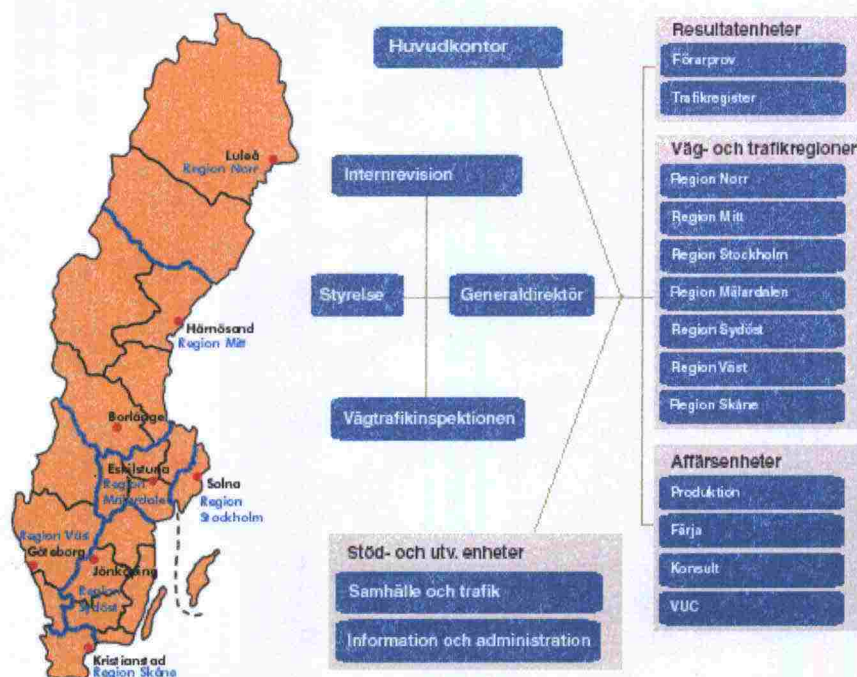 Luleå
Region Norr
Härnösand
Region Mitt
Borlänge
Eskilstuna
Region
Mälardalen
Solna
Region
Stockholm
Region Väst
Göteborg
Jönköping
Region
Sydöst
Kristianstad
Region Skåne
Huvudkontor
Internrevision
Styrelse
Generaldirektör
Vägtrafikinspektionen
Stöd- och utv. enheter
Samhälle och trafik
Information och administration
Resultatenheter
Förarprov
Trafikregister
Väg- och trafikregioner
Region Norr
Region Mitt
Region Stockholm
Region Mälardalen
Region Sydöst
Region Väst
Region Skåne
Affärsenheter
Produktion
Färja
Konsult
VUC